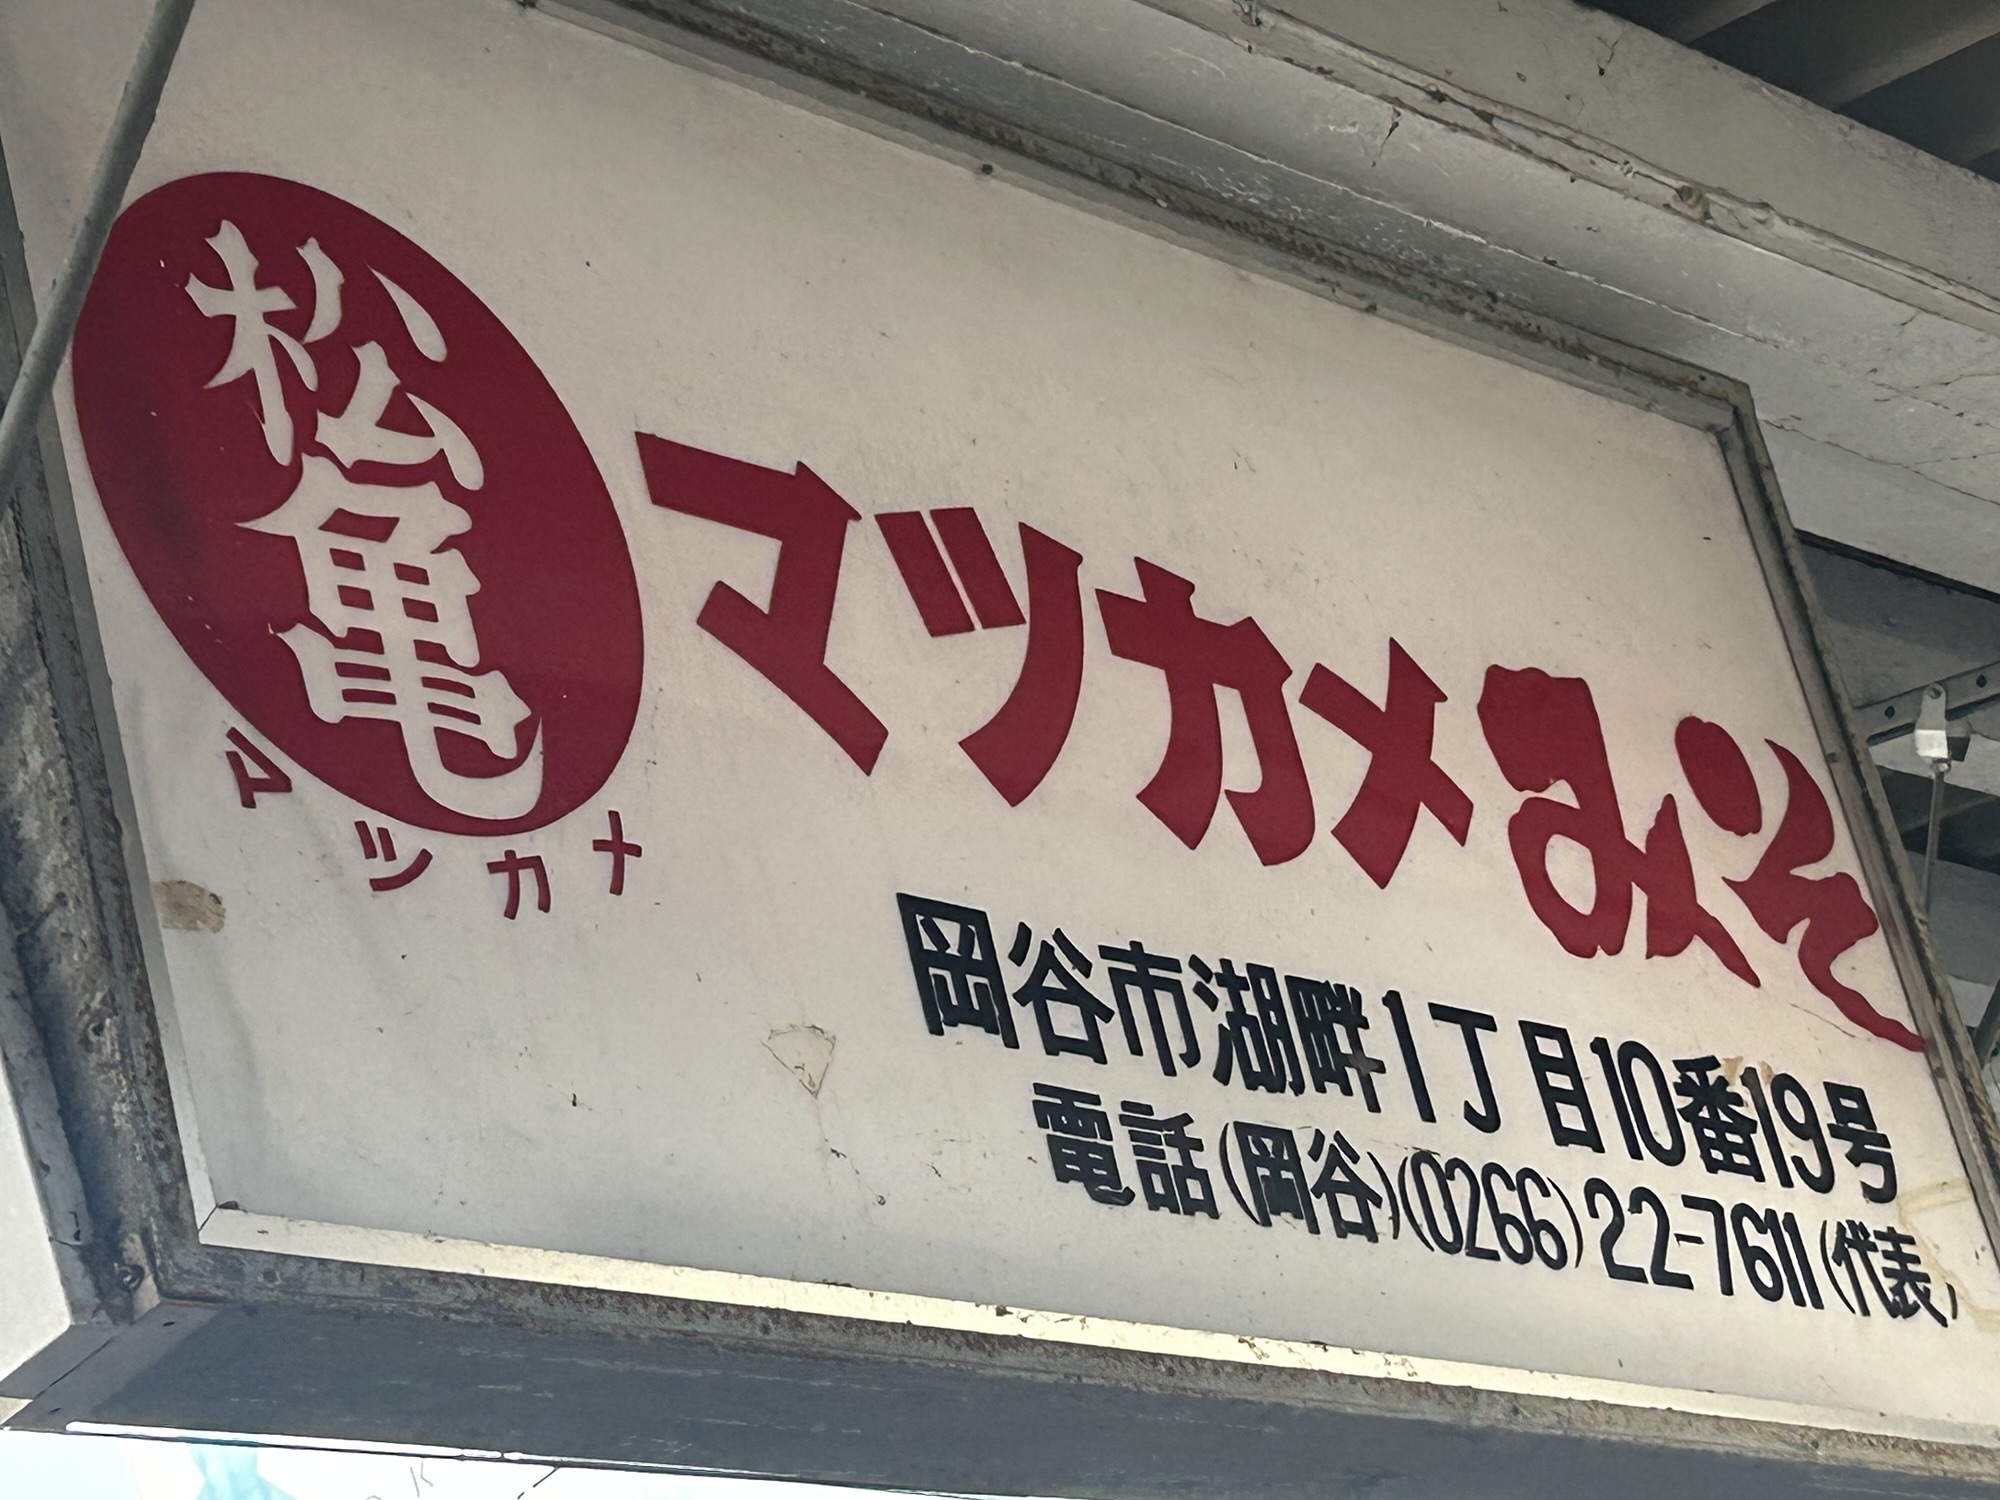 松亀
マツカメ
マツカメみそ
岡谷市湖畔1丁目10番19号
電話(岡谷)(0266)22-7611(代表)